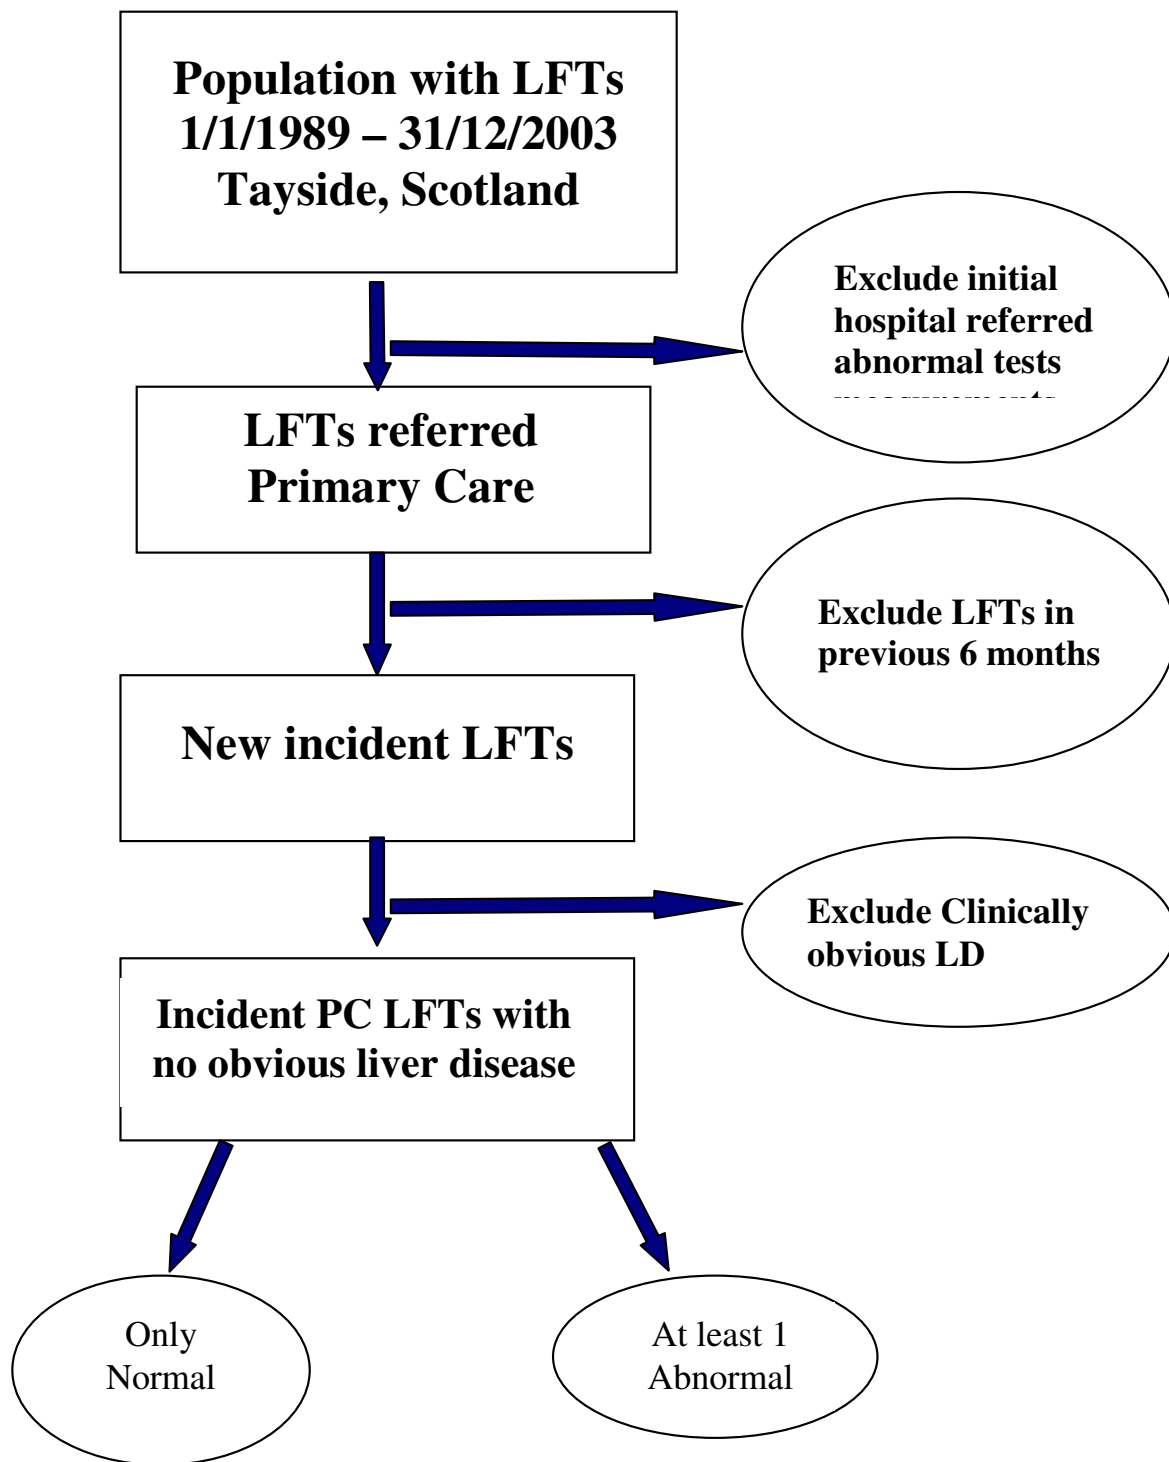 Population with LFTs
1/1/1989 – 31/12/2003
Tayside, Scotland
Exclude initial
hospital referred
abnormal tests
LFTs referred
Primary Care
Exclude LFTs in
previous 6 months
New incident LFTs
Exclude Clinically
obvious LD
Incident PC LFTs with
no obvious liver disease
Only
Normal
At least 1
Abnormal